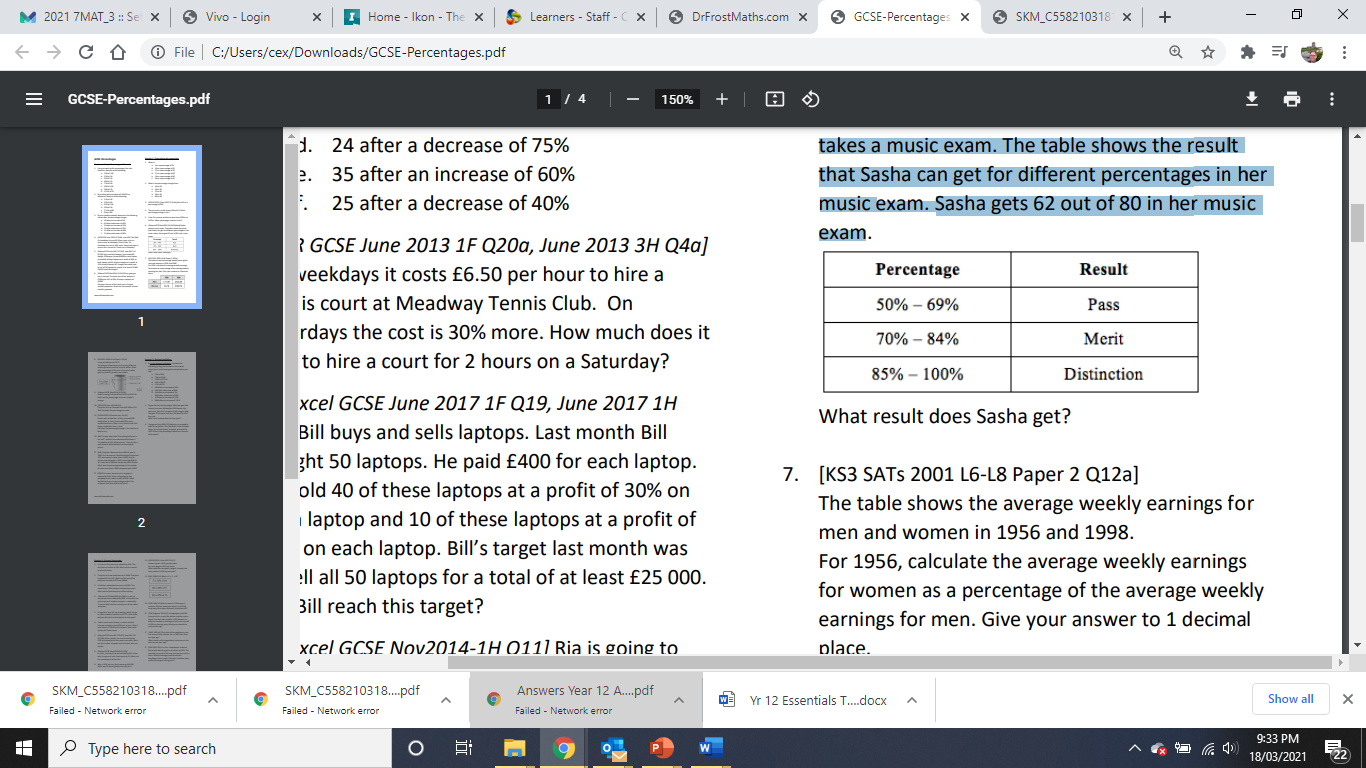 2021 7MAT_3 :: Se
Vivo - Login
Home - Ikon - The
Learners - Staff - C
DrFrostMaths.com
GCSE-Percentages
SKM_C558210318
File
C:/Users/cex/Downloads/GCSE-Percentages.pdf
GCSE-Percentages.pdf
1 / 4
150%
1
2
d. 24 after a decrease of 75%
e. 35 after an increase of 60%
f. 25 after a decrease of 40%
R GCSE June 2013 1F Q20a, June 2013 3H Q4a]
weekdays it costs £6.50 per hour to hire a
is court at Meadway Tennis Club. On
rdays the cost is 30% more. How much does it
to hire a court for 2 hours on a Saturday?
xcel GCSE June 2017 1F Q19, June 2017 1H
Bill buys and sells laptops. Last month Bill
ght 50 laptops. He paid £400 for each laptop.
old 40 of these laptops at a profit of 30% on
laptop and 10 of these laptops at a profit of
on each laptop. Bill's target last month was
ell all 50 laptops for a total of at least £25 000.
Bill reach this target?
xcel GCSE Nov2014-1H Q11] Ria is going to
takes a music exam. The table shows the result
that Sasha can get for different percentages in her
music exam. Sasha gets 62 out of 80 in her music
exam.
Percentage Result
50% – 69% Pass
70% – 84% Merit
85% – 100% Distinction
What result does Sasha get?
7. [KS3 SATs 2001 L6-L8 Paper 2 Q12a]
The table shows the average weekly earnings for
men and women in 1956 and 1998.
For 1956, calculate the average weekly earnings
for women as a percentage of the average weekly
earnings for men. Give your answer to 1 decimal
place.
SKM_C558210318....pdf
Failed - Network error
SKM_C558210318....pdf
Failed - Network error
Answers Year 12 A....pdf
Failed - Network error
Yr 12 Essentials T....docx
Show all
Type here to search
9:33 PM
18/03/2021
22